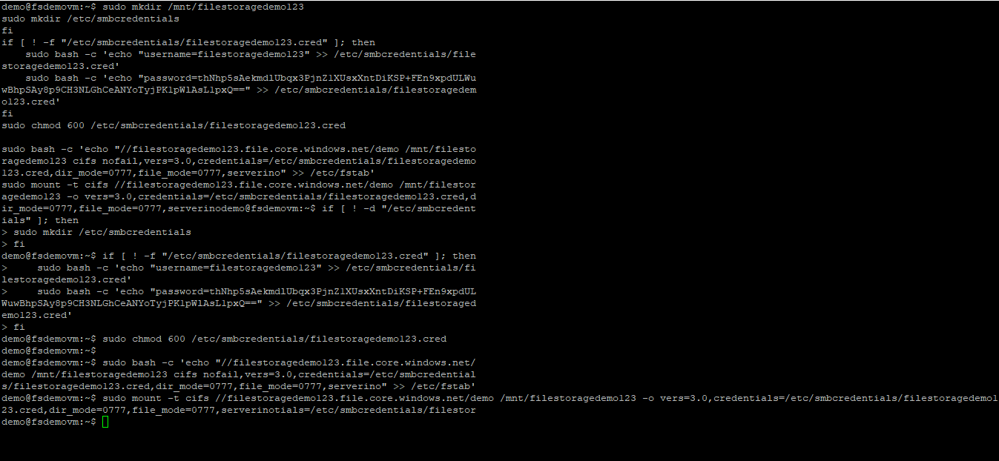 demo@fsdemovm:~$ sudo mkdir /mnt/filestoragedemo123
sudo mkdir /etc/smbcredentials
fi
if [ ! -f "/etc/smbcredentials/filestoragedemo123.cred" ]; then
    sudo bash -c 'echo "username=filestoragedemo123" >> /etc/smbcredentials/file
storagedemo123.cred'
    sudo bash -c 'echo "password=thNhp5sAekmdlUbqx3PjnZlXUsxXntDiKSP+FEn9xpdULWu
wBhpSAy8p9CH3NLGhCeANYoTyjPK1pWlAsL1pxQ==" >> /etc/smbcredentials/filestoragedem
o123.cred'
fi
sudo chmod 600 /etc/smbcredentials/filestoragedemo123.cred

sudo bash -c 'echo "//filestoragedemo123.file.core.windows.net/demo /mnt/filesto
ragedemo123 cifs nofail,vers=3.0,credentials=/etc/smbcredentials/filestoragedemo
123.cred,dir_mode=0777,file_mode=0777,serverino" >> /etc/fstab'
sudo mount -t cifs //filestoragedemo123.file.core.windows.net/demo /mnt/filestor
agedemo123 -o vers=3.0,credentials=/etc/smbcredentials/filestoragedemo123.cred,d
ir_mode=0777,file_mode=0777,serverinodemo@fsdemovm:~$ if [ ! -d "/etc/smbcredent
ials" ]; then
> sudo mkdir /etc/smbcredentials
> fi
demo@fsdemovm:~$ if [ ! -f "/etc/smbcredentials/filestoragedemo123.cred" ]; then
>     sudo bash -c 'echo "username=filestoragedemo123" >> /etc/smbcredentials/fi
lestoragedemo123.cred'
>     sudo bash -c 'echo "password=thNhp5sAekmdlUbqx3PjnZlXUsxXntDiKSP+FEn9xpdUL
WuwBhpSAy8p9CH3NLGhCeANYoTyjPK1pWlAsL1pxQ==" >> /etc/smbcredentials/filestoraged
emo123.cred'
> fi
demo@fsdemovm:~$ sudo chmod 600 /etc/smbcredentials/filestoragedemo123.cred
demo@fsdemovm:~$
demo@fsdemovm:~$ sudo bash -c 'echo "//filestoragedemo123.file.core.windows.net/
demo /mnt/filestoragedemo123 cifs nofail,vers=3.0,credentials=/etc/smbcredential
s/filestoragedemo123.cred,dir_mode=0777,file_mode=0777,serverino" >> /etc/fstab'
demo@fsdemovm:~$ sudo mount -t cifs //filestoragedemo123.file.core.windows.net/demo /mnt/filestoragedemo123 -o vers=3.0,credentials=/etc/smbcredentials/filestoragedemo1
23.cred,dir_mode=0777,file_mode=0777,serverinotials=/etc/smbcredentials/filestor
demo@fsdemovm:~$